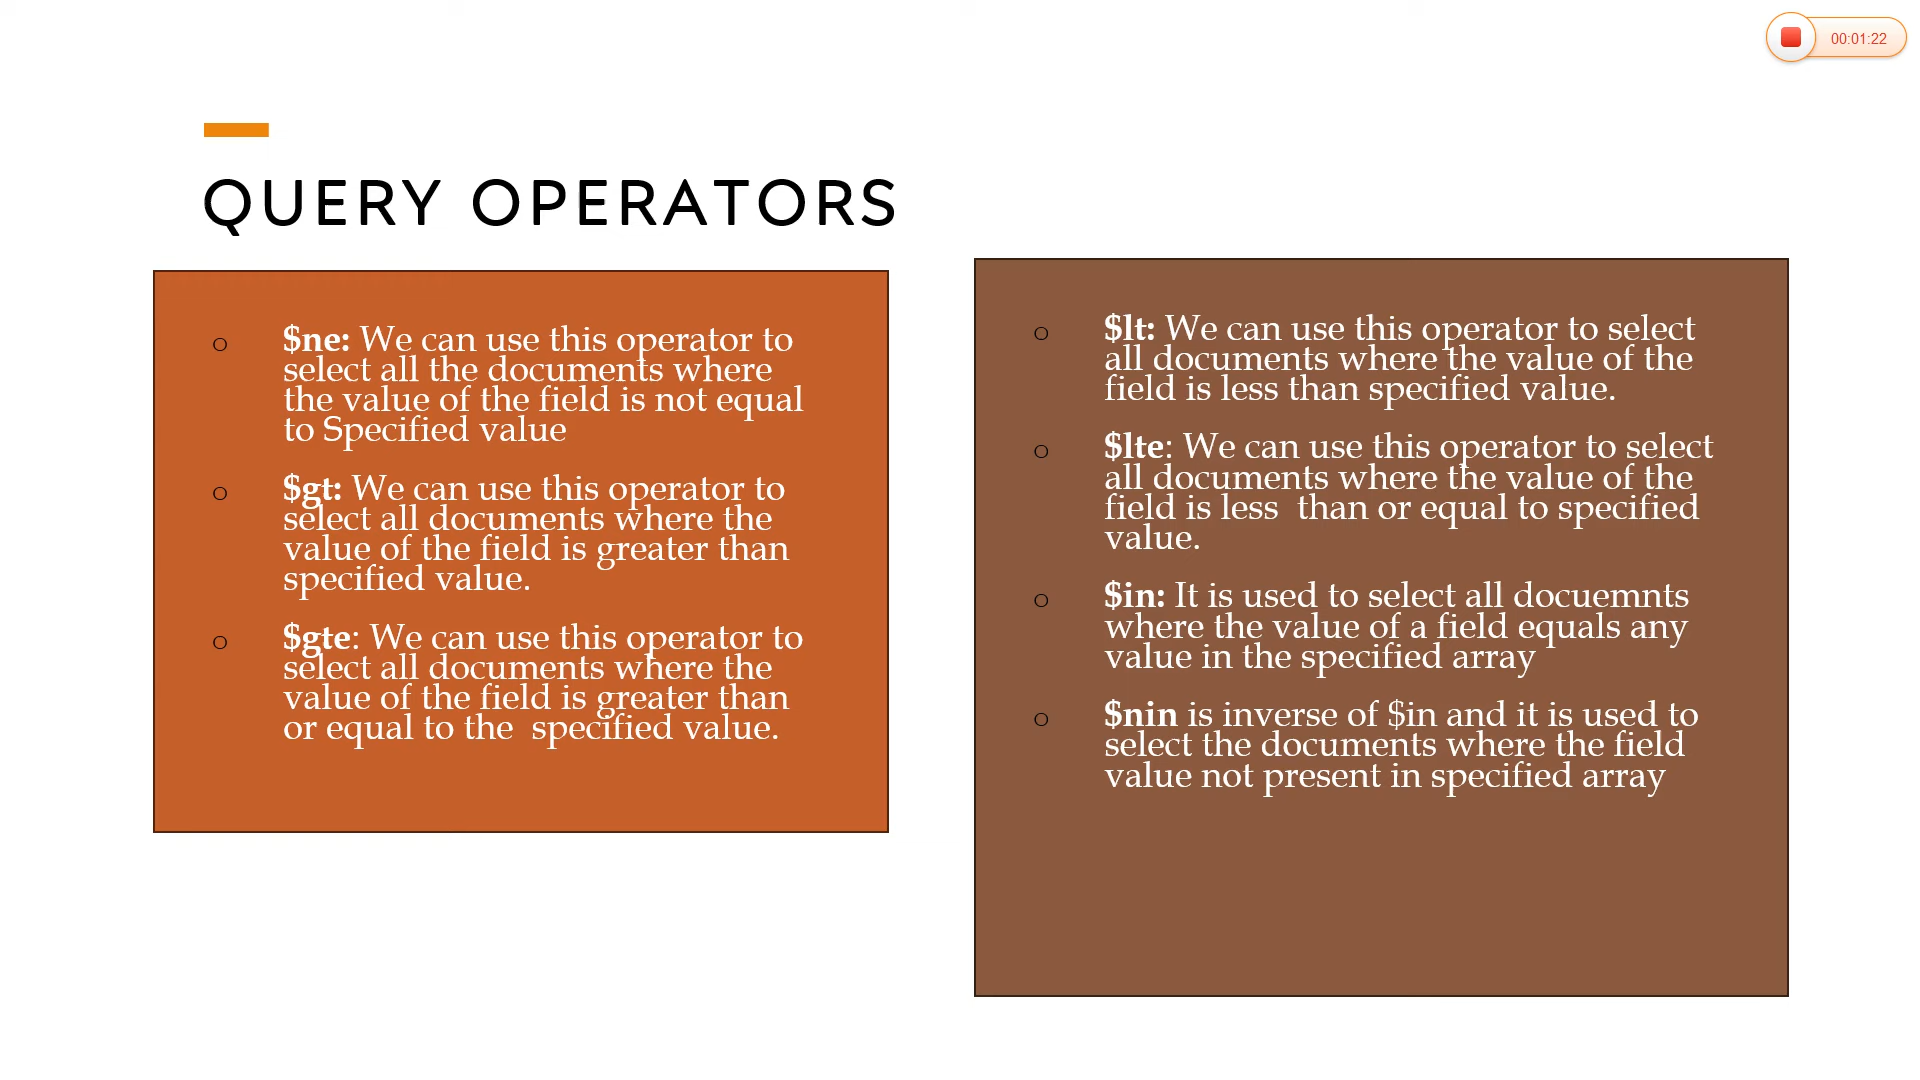 00:01:22
QUERY OPERATORS
○ $ne: We can use this operator to
select all the documents where
the value of the field is not equal
to Specified value
○ $gt: We can use this operator to
select all documents where the
value of the field is greater than
specified value.
○ $gte: We can use this operator to
select all documents where the
value of the field is greater than
or equal to the  specified value.
○ $lt: We can use this operator to select
all documents where the value of the
field is less than specified value.
○ $lte: We can use this operator to select
all documents where the value of the
field is less  than or equal to specified
value.
○ $in: It is used to select all docuemnts
where the value of a field equals any
value in the specified array
○ $nin is inverse of $in and it is used to
select the documents where the field
value not present in specified array